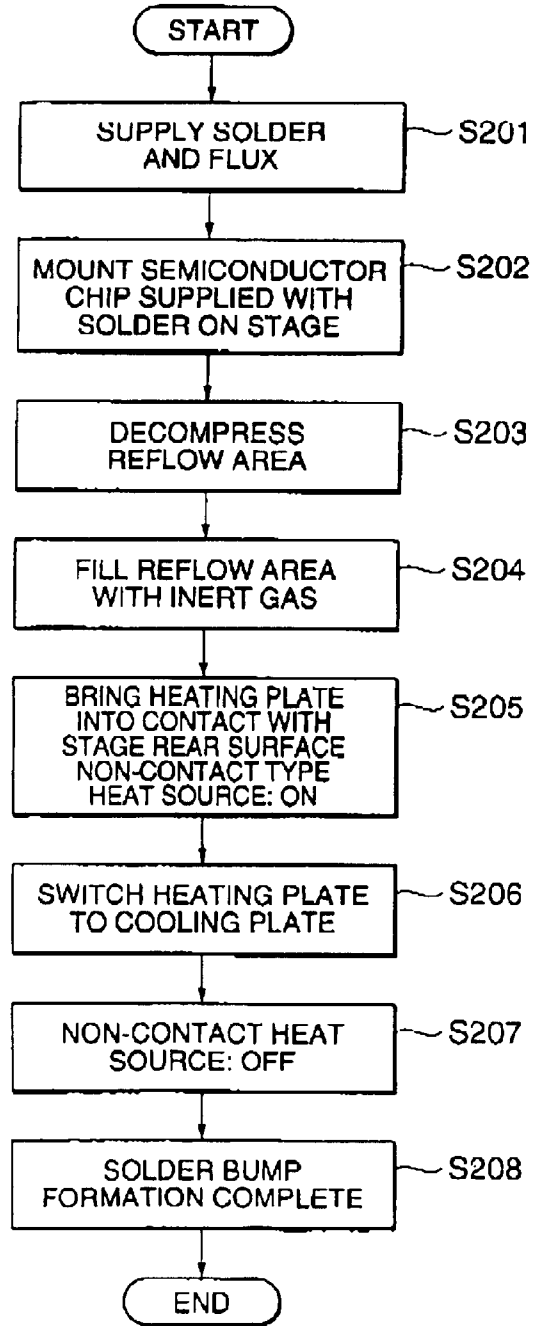 START
SUPPLY SOLDER
AND FLUX
S201
MOUNT SEMICONDUCTOR
CHIP SUPPLIED WITH
SOLDER ON STAGE
S202
DECOMPRESS
REFLOW AREA
S203
FILL REFLOW AREA
WITH INERT GAS
S204
BRING HEATING PLATE
INTO CONTACT WITH
STAGE REAR SURFACE
NON-CONTACT TYPE
HEAT SOURCE: ON
S205
SWITCH HEATING PLATE
TO COOLING PLATE
S206
NON-CONTACT HEAT
SOURCE: OFF
S207
SOLDER BUMP
FORMATION COMPLETE
S208
END